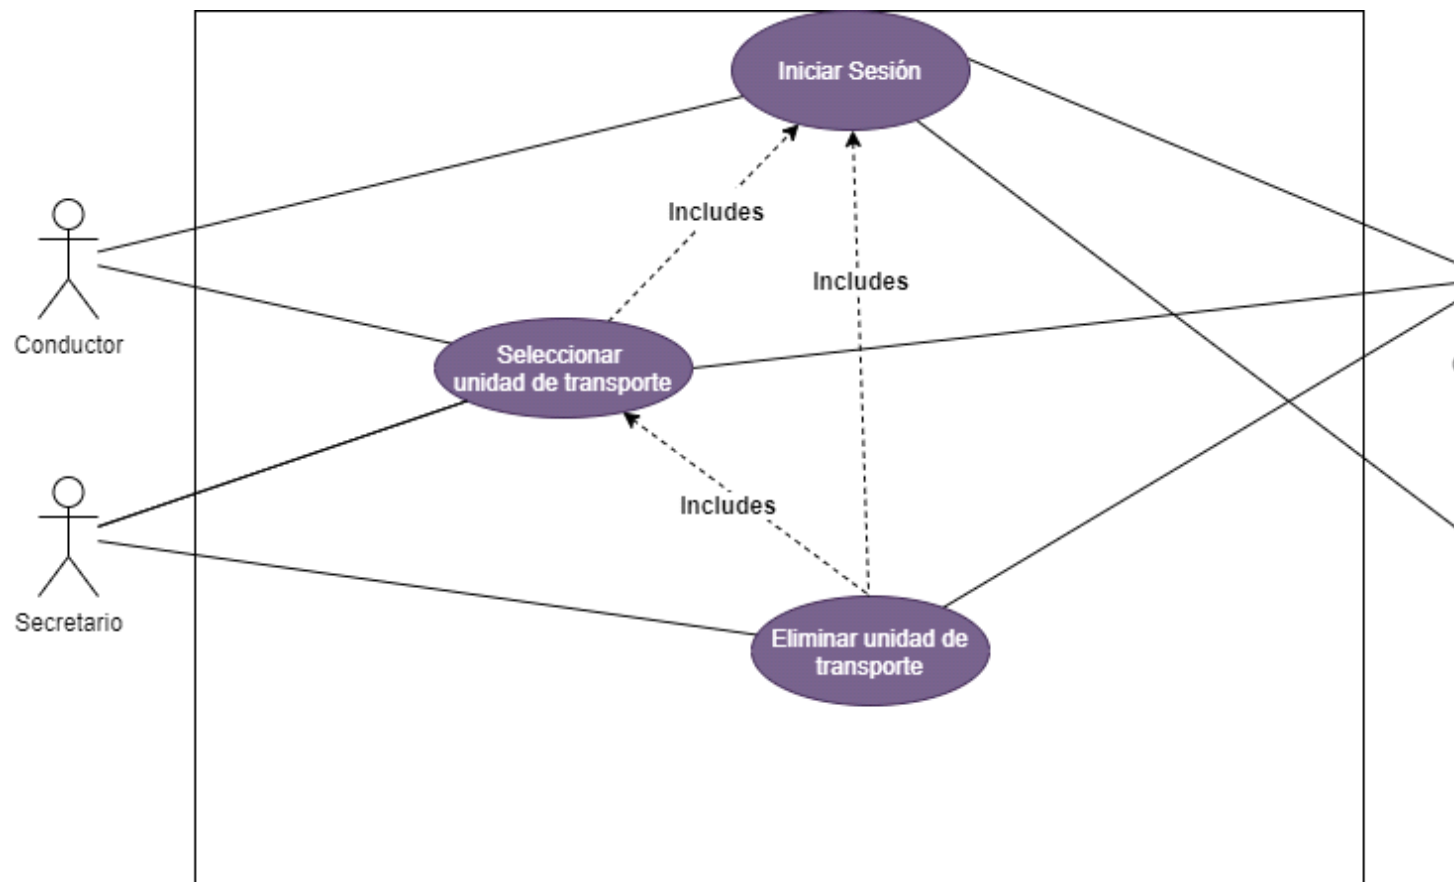 Iniciar Sesión
Includes
Includes
Conductor
Seleccionar
unidad de transporte
Includes
Secretario
Eliminar unidad de
transporte